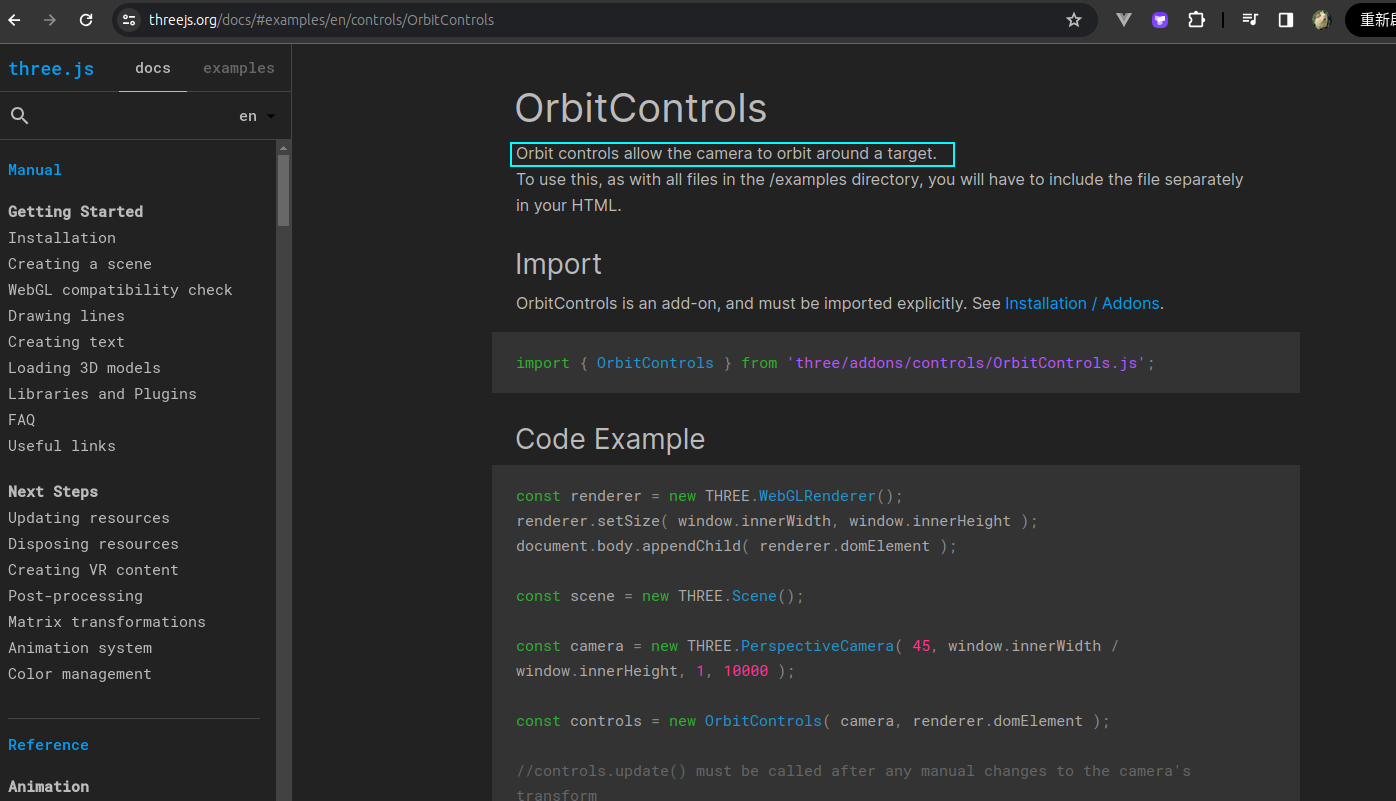 threejs.org/docs/#examples/en/controls/OrbitControls
three.js docs examples
en
Manual
Getting Started
Installation
Creating a scene
WebGL compatibility check
Drawing lines
Creating text
Loading 3D models
Libraries and Plugins
FAQ
Useful links
Next Steps
Updating resources
Disposing resources
Creating VR content
Post-processing
Matrix transformations
Animation system
Color management
Reference
Animation
OrbitControls
Orbit controls allow the camera to orbit around a target.
To use this, as with all files in the /examples directory, you will have to include the file separately
in your HTML.
Import
OrbitControls is an add-on, and must be imported explicitly. See Installation / Addons.
import { OrbitControls } from 'three/addons/controls/OrbitControls.js';
Code Example
const renderer = new THREE.WebGLRenderer();
renderer.setSize( window.innerWidth, window.innerHeight );
document.body.appendChild( renderer.domElement );
const scene = new THREE.Scene();
const camera = new THREE.PerspectiveCamera( 45, window.innerWidth /
window.innerHeight, 1, 10000 );
const controls = new OrbitControls( camera, renderer.domElement );
//controls.update() must be called after any manual changes to the camera's
transform